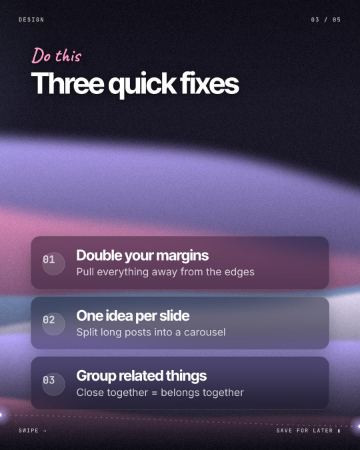 DESIGN
03 / 05
Do this
Three quick fixes
01
Double your margins
Pull everything away from the edges
02
One idea per slide
Split long posts into a carousel
03
Group related things
Close together = belongs together
SWIPE →
SAVE FOR LATER ▮